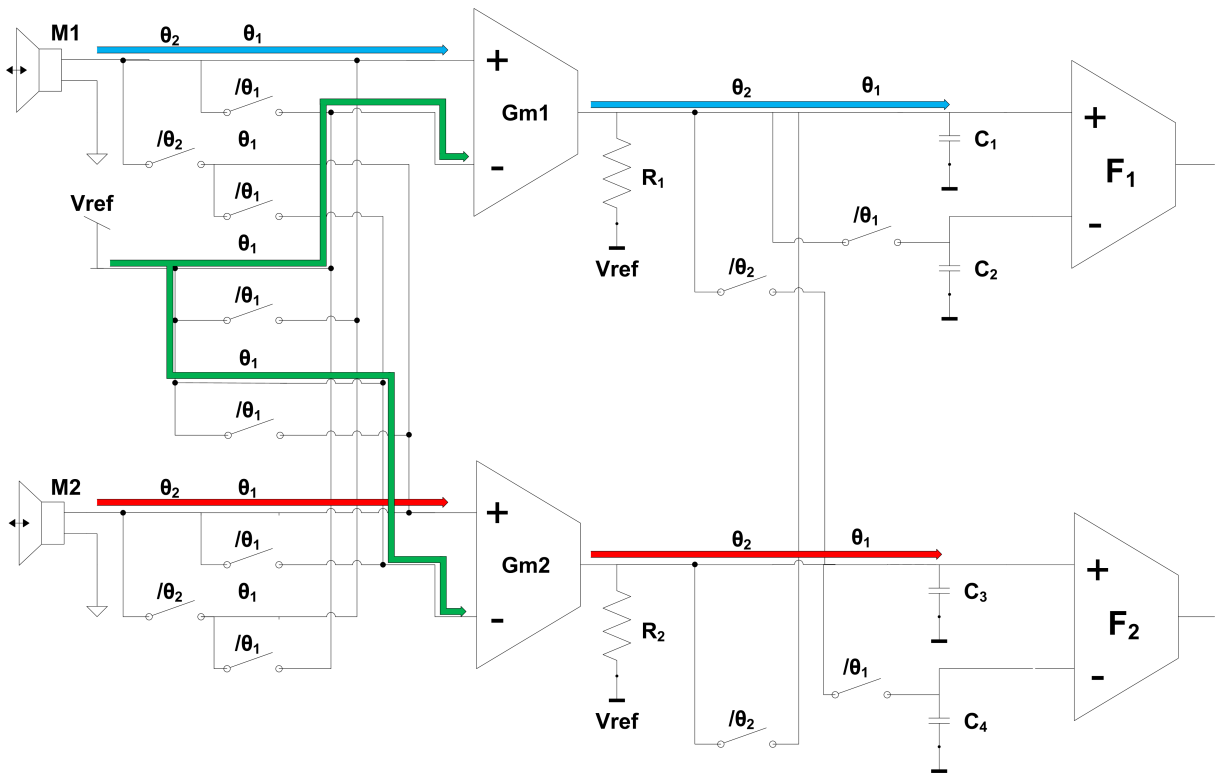 M1
θ₂ θ₁
/θ₁
+
Gm1
-
/θ₂ θ₁
/θ₁
Vref
θ₁
/θ₁
θ₁
/θ₁
θ₂ θ₁
R₁
Vref
C₁
/θ₁
/θ₂
C₂
+
F₁
-
M2
θ₂ θ₁
/θ₁
+
Gm2
-
/θ₂ θ₁
/θ₁
θ₂ θ₁
R₂
Vref
C₃
/θ₁
/θ₂
C₄
+
F₂
-